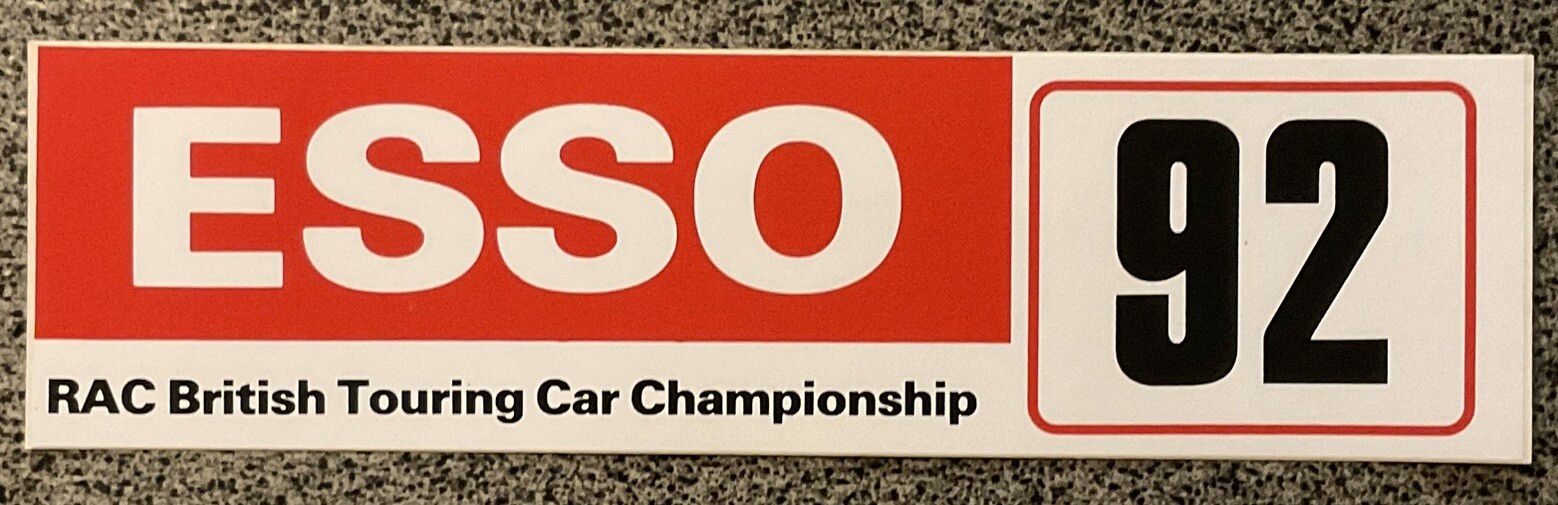 ESSO
RAC British Touring Car Championship
92